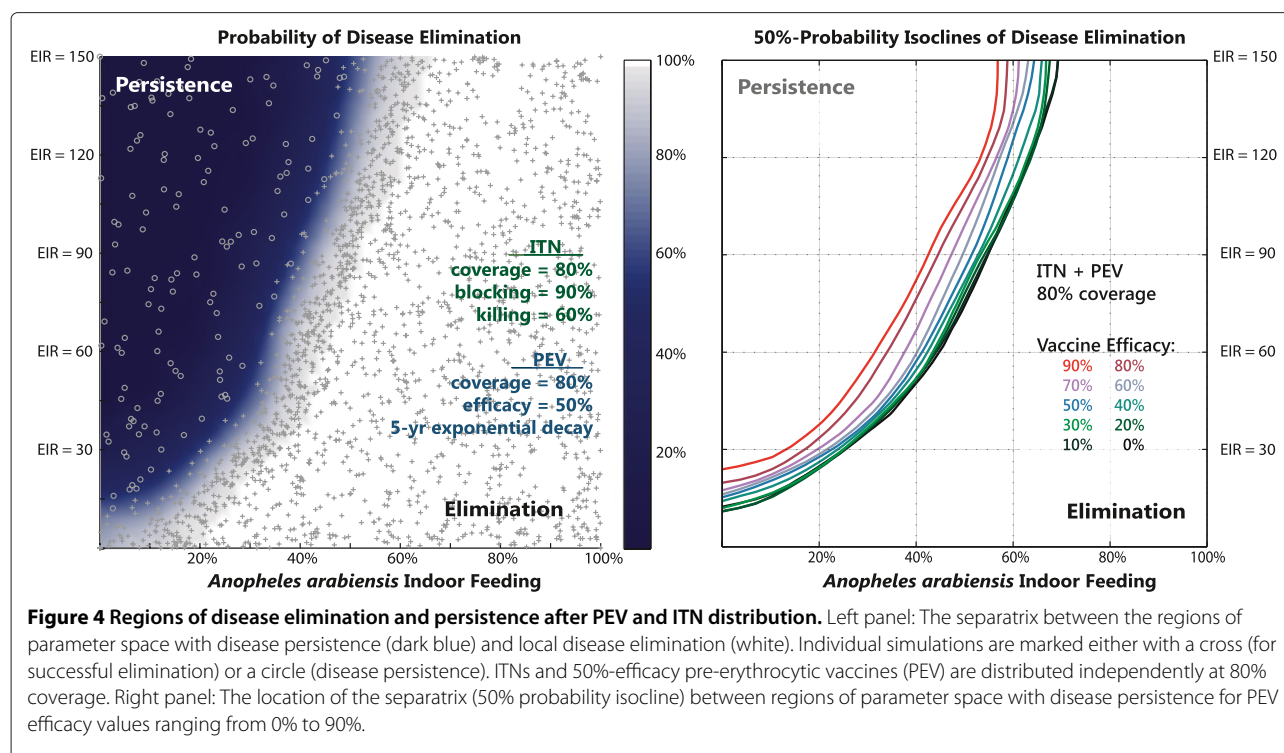 Probability of Disease Elimination
EIR = 150
EIR = 120
EIR = 90
EIR = 60
EIR = 30
Persistence
ITN
coverage = 80%
blocking = 90%
killing = 60%
PEV
coverage = 80%
efficacy = 50%
5-yr exponential decay
Elimination
20% 40% 60% 80% 100%
Anopheles arabiensis Indoor Feeding
100%
80%
60%
40%
20%
50%-Probability Isoclines of Disease Elimination
Persistence
EIR = 150
EIR = 120
EIR = 90
EIR = 60
EIR = 30
ITN + PEV
80% coverage
Vaccine Efficacy:
90% 80%
70% 60%
50% 40%
30% 20%
10% 0%
Elimination
20% 40% 60% 80% 100%
Anopheles arabiensis Indoor Feeding
Figure 4 Regions of disease elimination and persistence after PEV and ITN distribution. Left panel: The separatrix between the regions of
parameter space with disease persistence (dark blue) and local disease elimination (white). Individual simulations are marked either with a cross (for
successful elimination) or a circle (disease persistence). ITNs and 50%-efficacy pre-erythrocytic vaccines (PEV) are distributed independently at 80%
coverage. Right panel: The location of the separatrix (50% probability isocline) between regions of parameter space with disease persistence for PEV
efficacy values ranging from 0% to 90%.